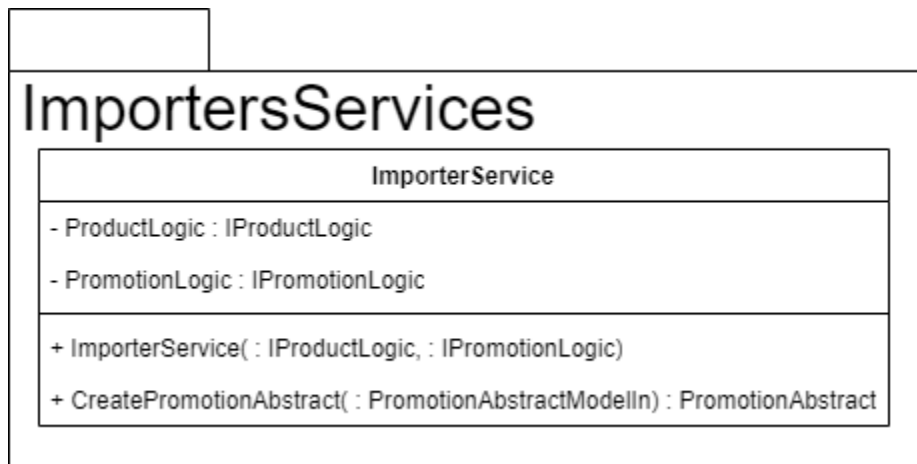 ImportersServices
ImporterService
- ProductLogic : IProductLogic
- PromotionLogic : IPromotionLogic
+ ImporterService( : IProductLogic, : IPromotionLogic)
+ CreatePromotionAbstract( : PromotionAbstractModelIn) : PromotionAbstract